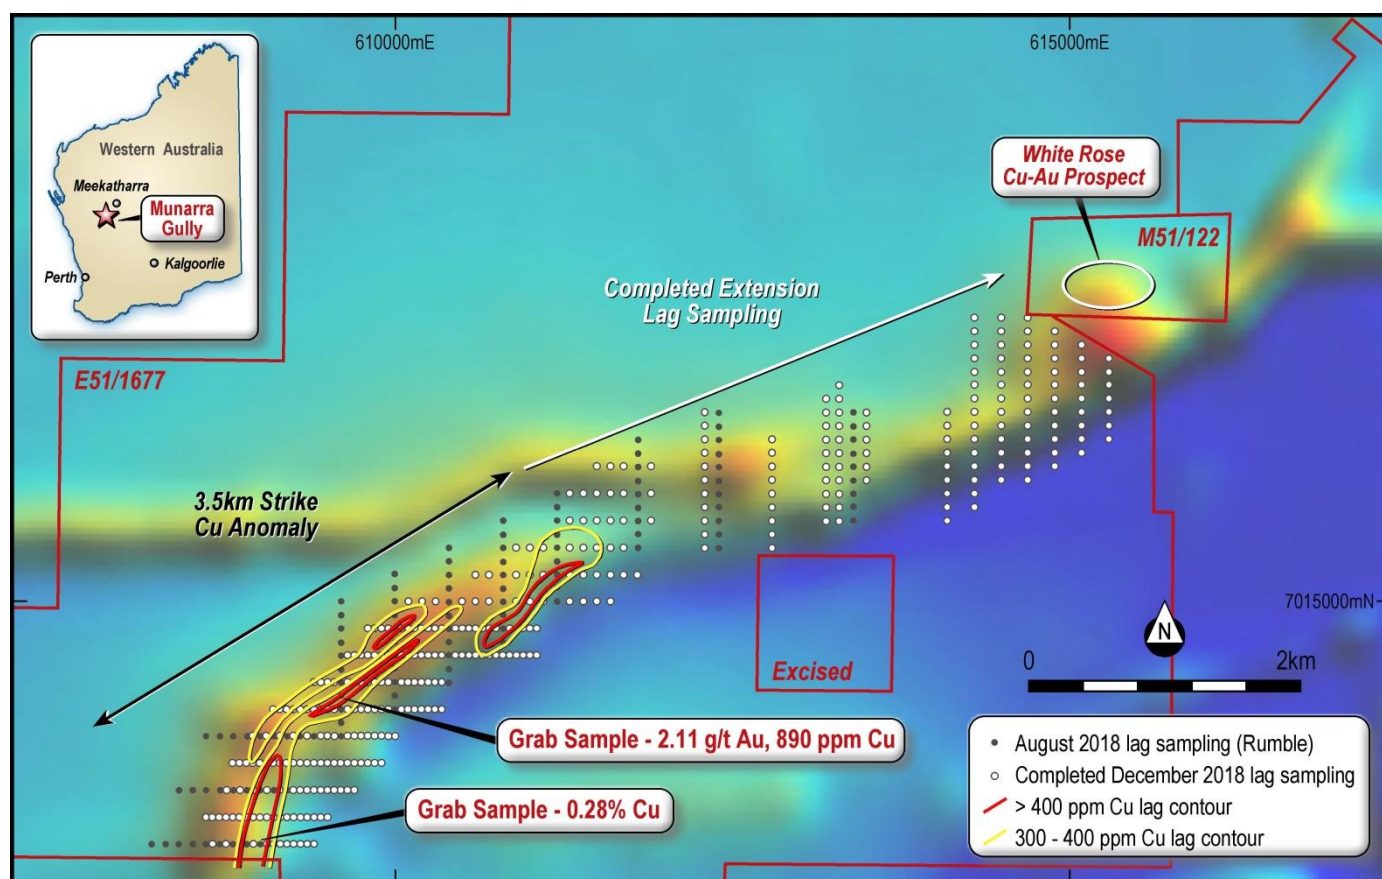 610000mE
615000mE
Western Australia
Meekatharra
Munarra
Gully
Kalgoorlie
Perth
White Rose
Cu-Au Prospect
M51/122
Completed Extension
Lag Sampling
E51/1677
3.5km Strike
Cu Anomaly
7015000mN
N
0 2km
Excised
Grab Sample - 2.11 g/t Au, 890 ppm Cu
Grab Sample - 0.28% Cu
August 2018 lag sampling (Rumble)
Completed December 2018 lag sampling
> 400 ppm Cu lag contour
300 - 400 ppm Cu lag contour